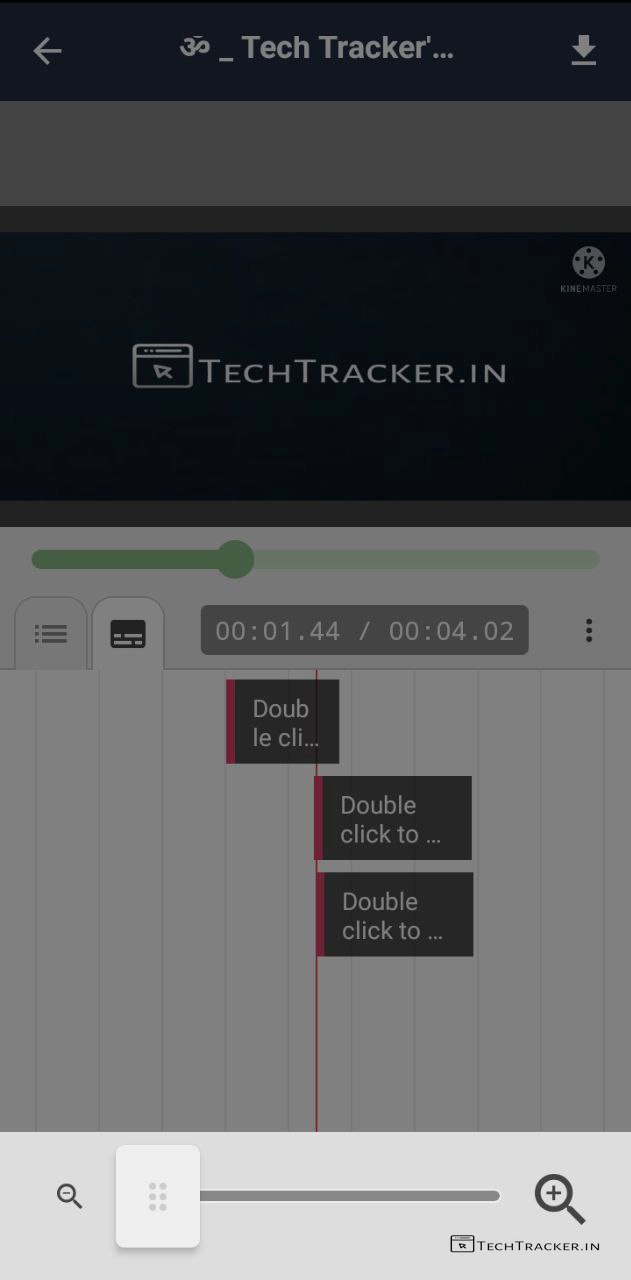 ॐ _ Tech Tracker'...
K
KINEMASTER
TECHTRACKER.IN
00:01.44 / 00:04.02
Doub
le cli...
Double
click to ...
Double
click to ...
TECHTRACKER.IN